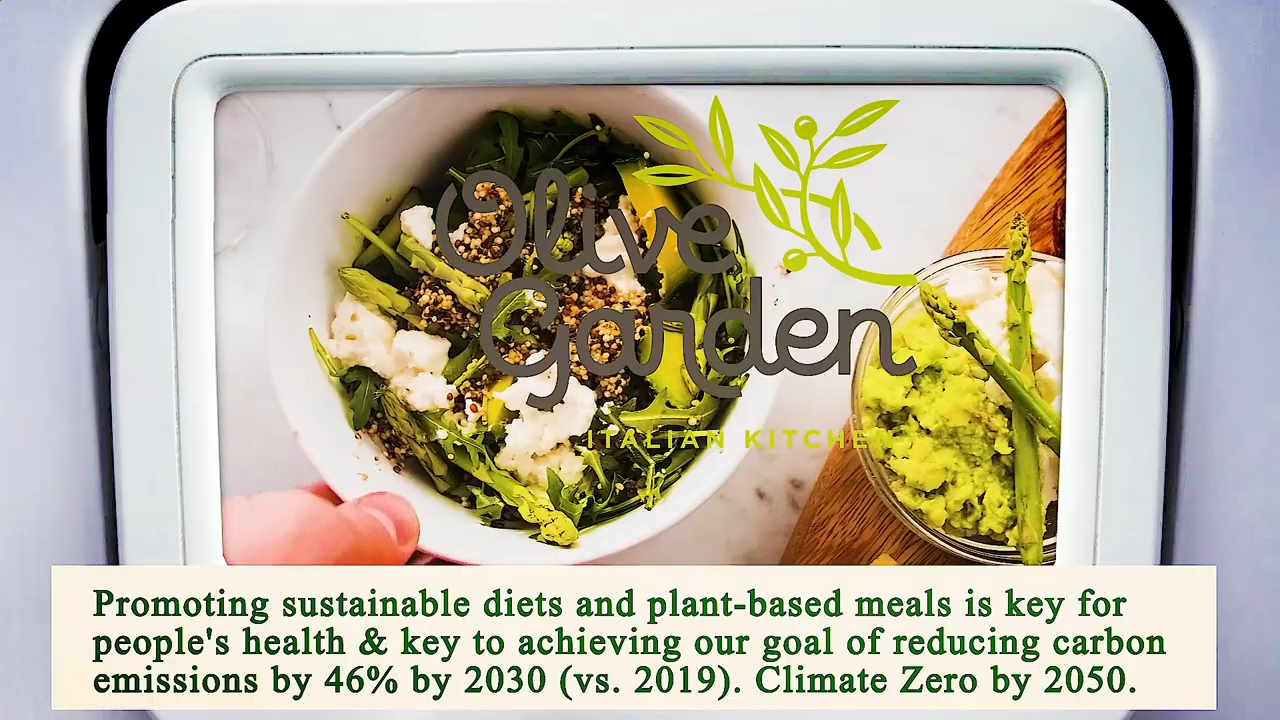 Olive
Garden
ITALIAN KITCHEN
Promoting sustainable diets and plant-based meals is key for
people's health & key to achieving our goal of reducing carbon
emissions by 46% by 2030 (vs. 2019). Climate Zero by 2050.